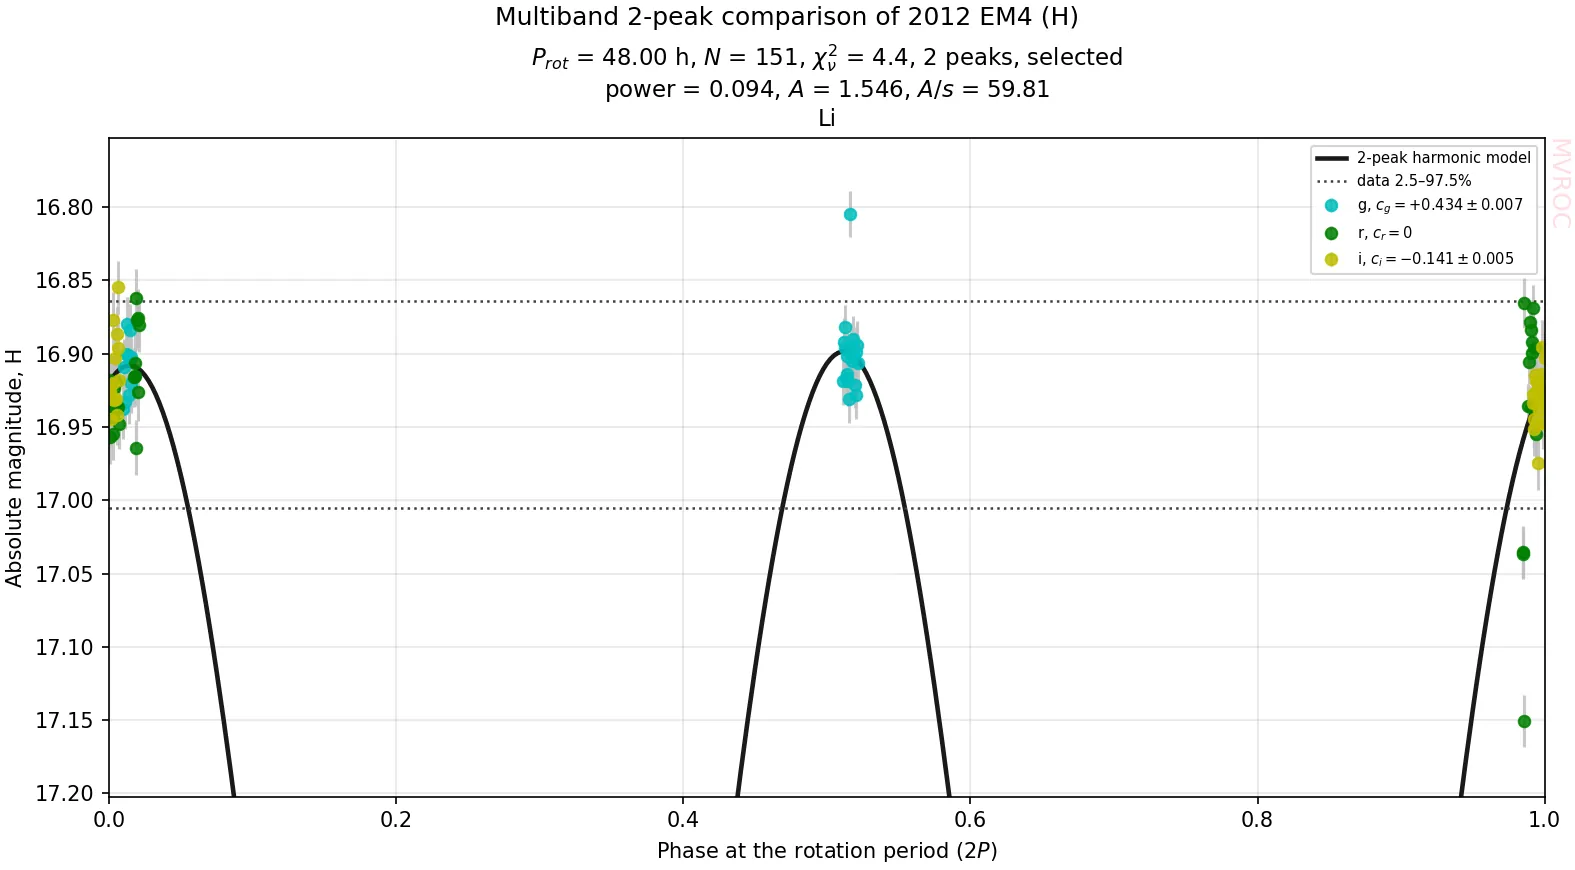 Multiband 2-peak comparison of 2012 EM4 (H)
P_rot = 48.00 h, N = 151, χ²_ν = 4.4, 2 peaks, selected
power = 0.094, A = 1.546, A/s = 59.81
Li
2-peak harmonic model
data 2.5–97.5%
g, c_g = +0.434 ± 0.007
r, c_r = 0
i, c_i = −0.141 ± 0.005
MVROC
Absolute magnitude, H
16.80
16.85
16.90
16.95
17.00
17.05
17.10
17.15
17.20
0.0 0.2 0.4 0.6 0.8 1.0
Phase at the rotation period (2P)